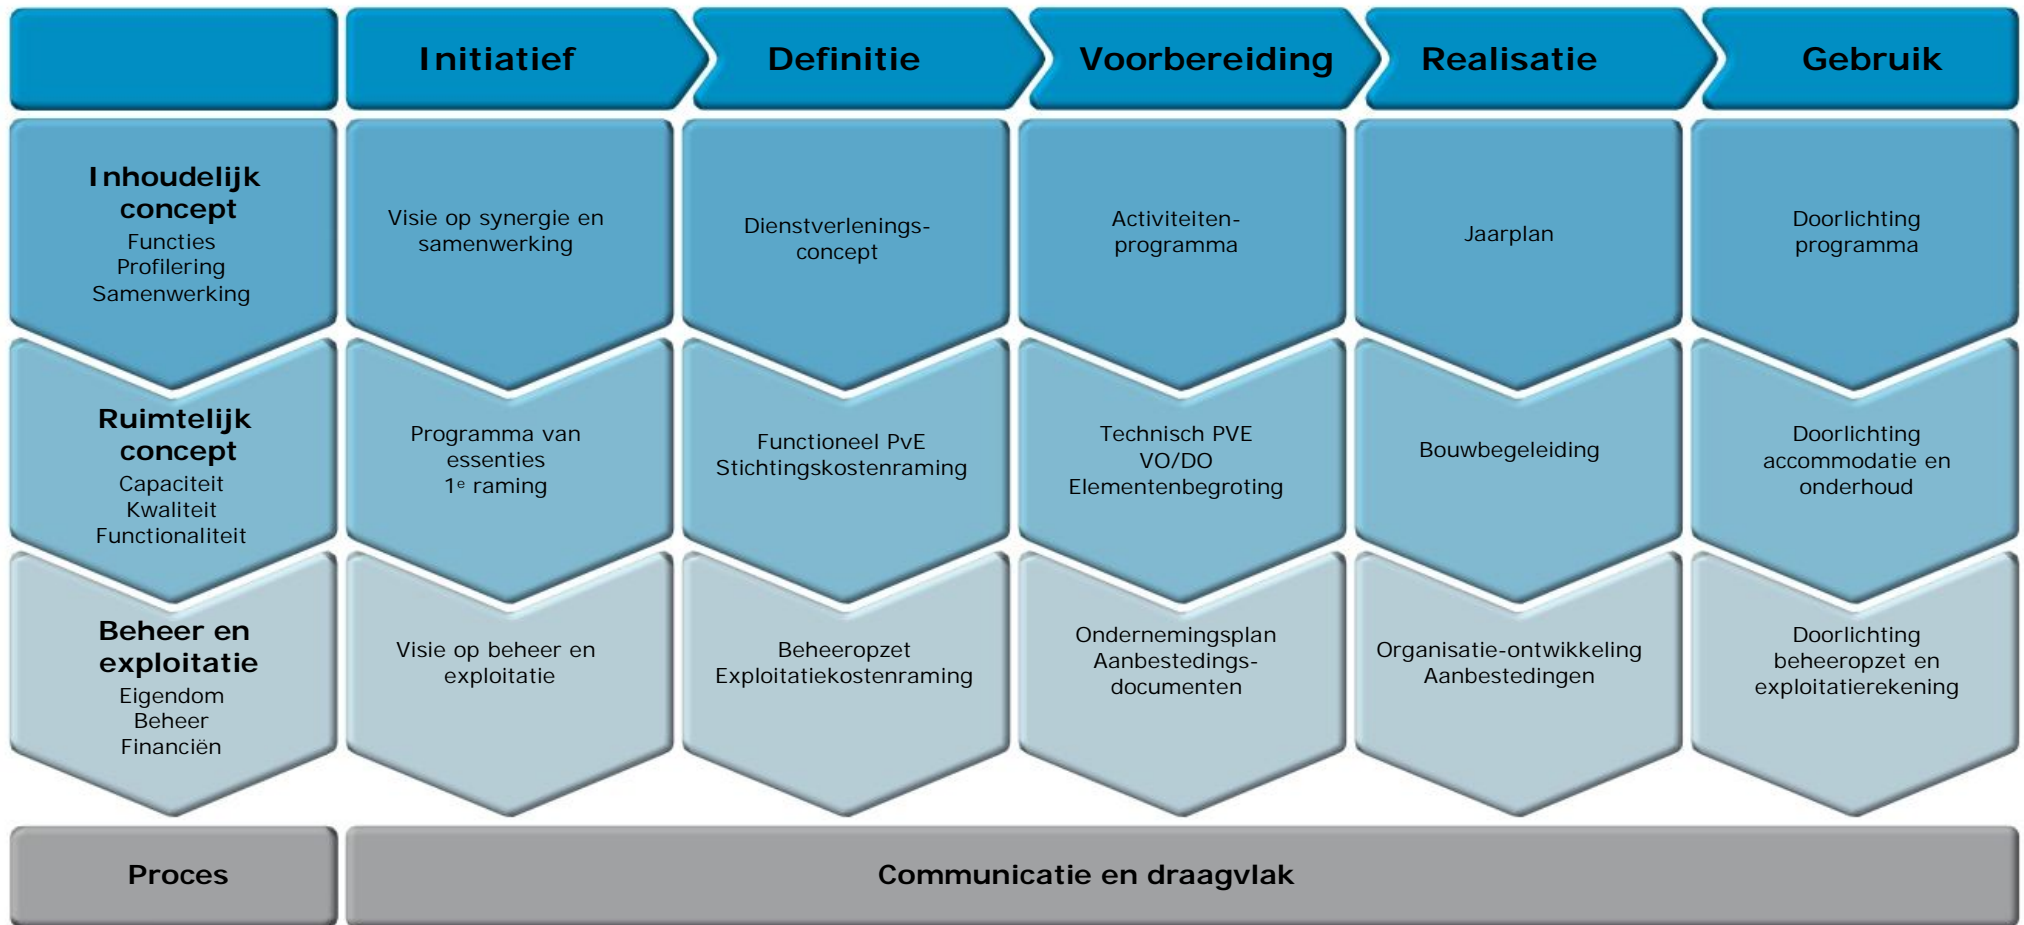 Initiatief
Definitie
Voorbereiding
Realisatie
Gebruik
Inhoudelijk
concept
Functies
Profilering
Samenwerking
Visie op synergie en
samenwerking
Dienstverlenings-
concept
Activiteiten-
programma
Jaarplan
Doorlichting
programma
Ruimtelijk
concept
Capaciteit
Kwaliteit
Functionaliteit
Programma van
essenties
1e raming
Functioneel PvE
Stichtingskostenraming
Technisch PVE
VO/DO
Elementenbegroting
Bouwbegeleiding
Doorlichting
accommodatie en
onderhoud
Beheer en
exploitatie
Eigendom
Beheer
Financiën
Visie op beheer en
exploitatie
Beheeropzet
Exploitatiekostenraming
Ondernemingsplan
Aanbestedings-
documenten
Organisatie-ontwikkeling
Aanbestedingen
Doorlichting
beheeropzet en
exploitatierekening
Proces
Communicatie en draagvlak